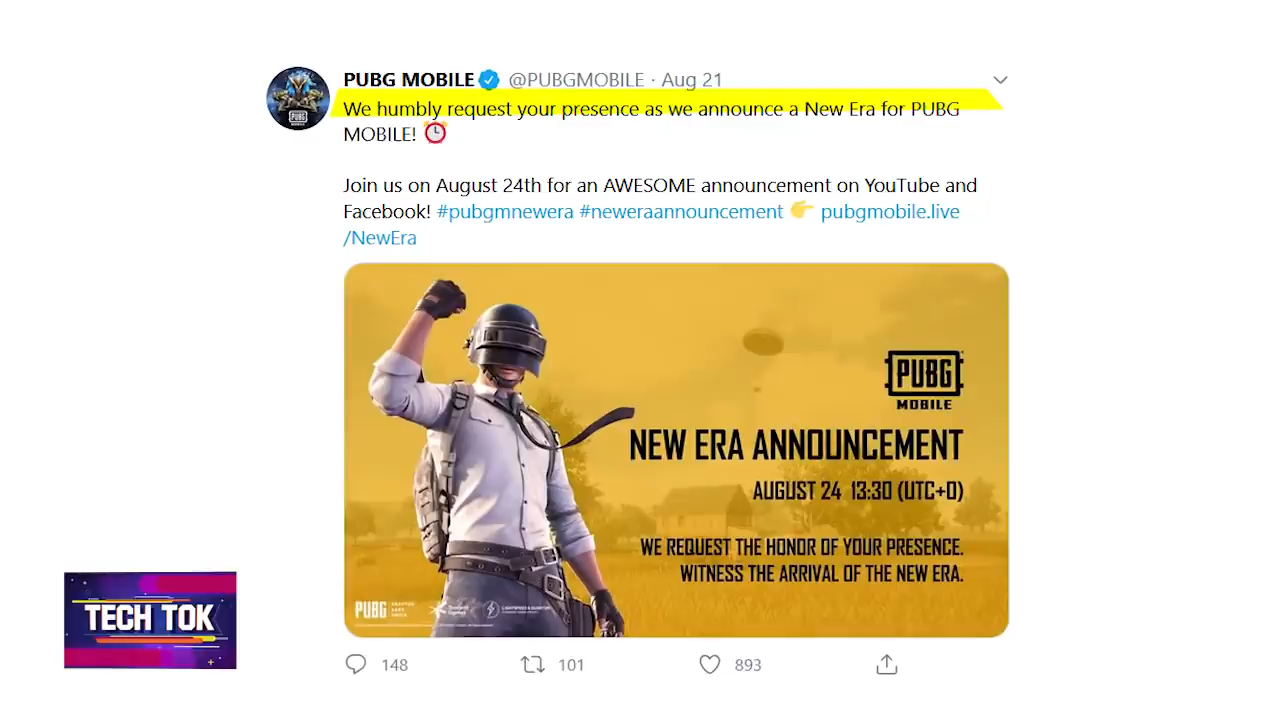 PUBG MOBILE @PUBGMOBILE · Aug 21
We humbly request your presence as we announce a New Era for PUBG
MOBILE! ⏰
Join us on August 24th for an AWESOME announcement on YouTube and
Facebook! #pubgmnewera #neweraannouncement 👉 pubgmobile.live
/NewEra
PUBG
MOBILE
NEW ERA ANNOUNCEMENT
AUGUST 24 13:30 (UTC+0)
WE REQUEST THE HONOR OF YOUR PRESENCE.
WITNESS THE ARRIVAL OF THE NEW ERA.
PUBG
TECH TOK
148 101 893